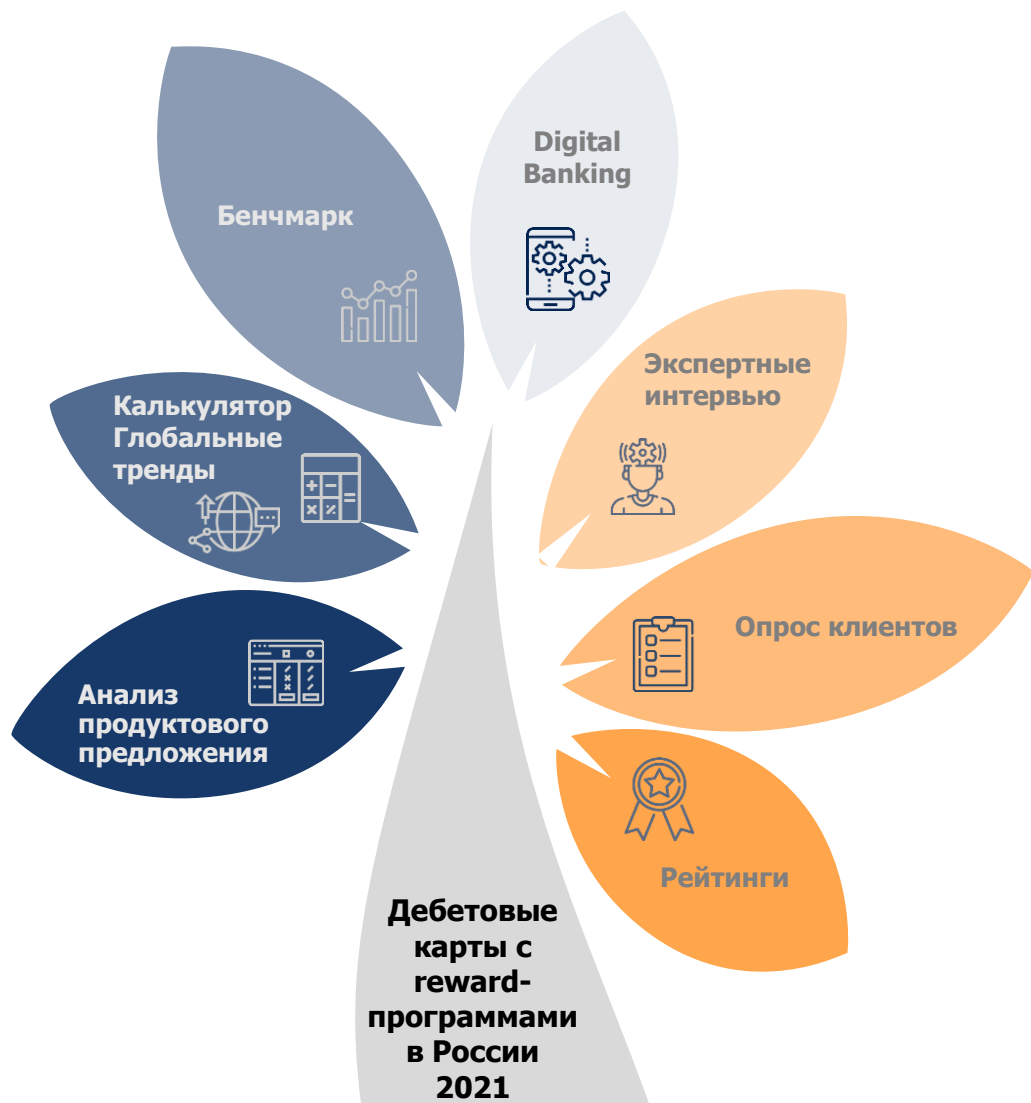 Digital
Banking
Бенчмарк
Экспертные
интервью
Калькулятор
Глобальные
тренды
Опрос клиентов
Анализ
продуктового
предложения
Рейтинги
Дебетовые
карты с
reward-
программами
в России
2021